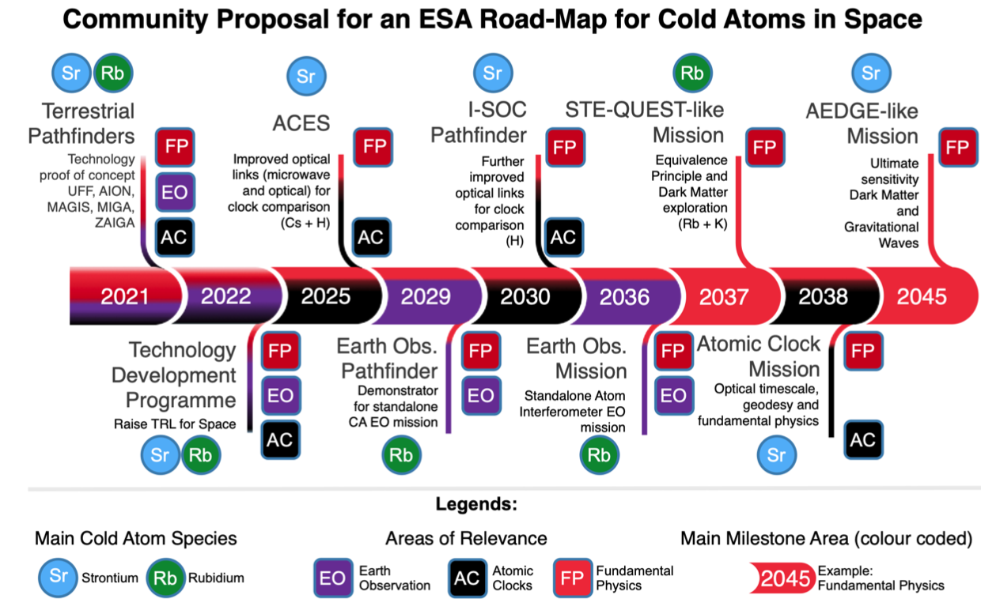 Community Proposal for an ESA Road-Map for Cold Atoms in Space
Sr Rb
Terrestrial
Pathfinders
Technology
proof of concept
UFF, AION,
MAGIS, MIGA,
ZAIGA
FP
EO
AC
Sr
ACES
Improved optical
links (microwave
and optical) for
clock comparison
(Cs + H)
FP
AC
Sr
I-SOC
Pathfinder
Further
improved
optical links
for clock
comparison
(H)
FP
AC
Rb
STE-QUEST-like
Mission
Equivalence
Principle and
Dark Matter
exploration
(Rb + K)
FP
Sr
AEDGE-like
Mission
Ultimate
sensitivity
Dark Matter
and
Gravitational
Waves
FP
2021 2022 2025 2029 2030 2036 2037 2038 2045
Technology
Development
Programme
Raise TRL for Space
Sr Rb
FP
EO
AC
Earth Obs.
Pathfinder
Demonstrator
for standalone
CA EO mission
Rb
FP
EO
Earth Obs.
Mission
Standalone Atom
Interferometer EO
mission
Rb
FP
EO
Atomic Clock
Mission
Optical timescale,
geodesy and
fundamental physics
Sr
FP
AC
Legends:
Main Cold Atom Species
Sr Strontium Rb Rubidium
Areas of Relevance
EO Earth
Observation
AC Atomic
Clocks
FP Fundamental
Physics
Main Milestone Area (colour coded)
2045 Example:
Fundamental Physics